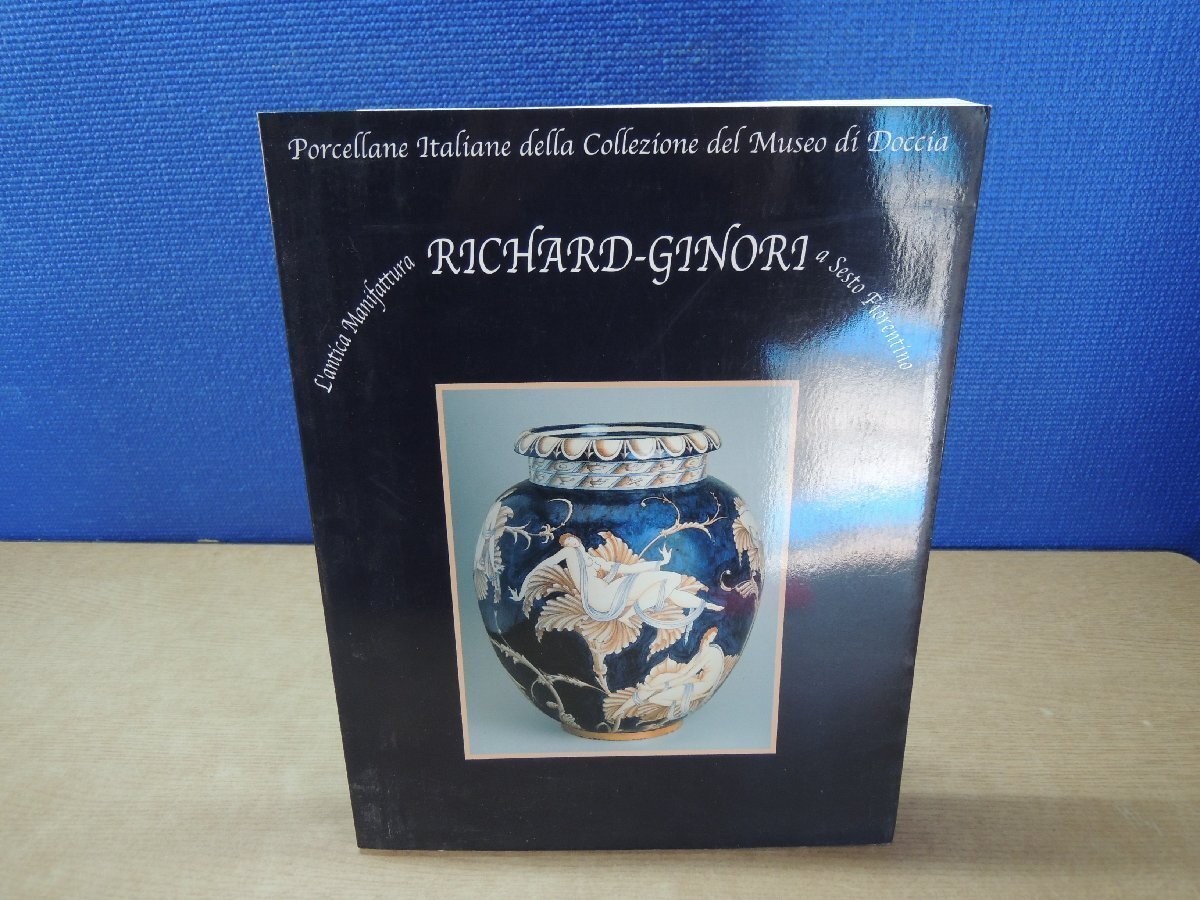 Porcellane Italiane della Collezione del Museo di Doccia
L'antica Manifattura RICHARD-GINORI a Sesto Fiorentino